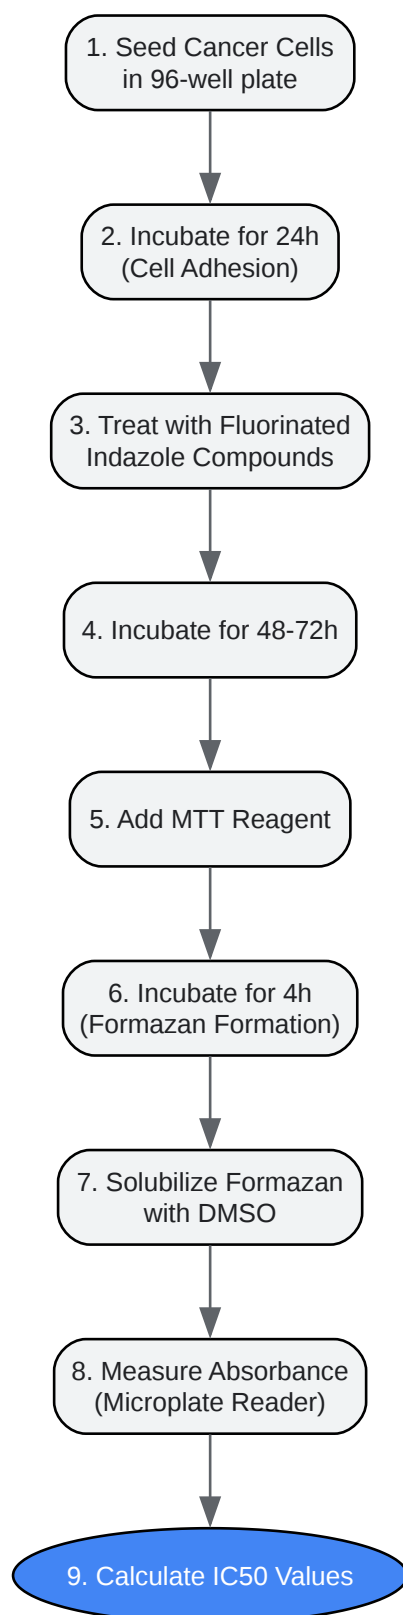 1. Seed Cancer Cells
in 96-well plate
2. Incubate for 24h
(Cell Adhesion)
3. Treat with Fluorinated
Indazole Compounds
4. Incubate for 48-72h
5. Add MTT Reagent
6. Incubate for 4h
(Formazan Formation)
7. Solubilize Formazan
with DMSO
8. Measure Absorbance
(Microplate Reader)
9. Calculate IC50 Values